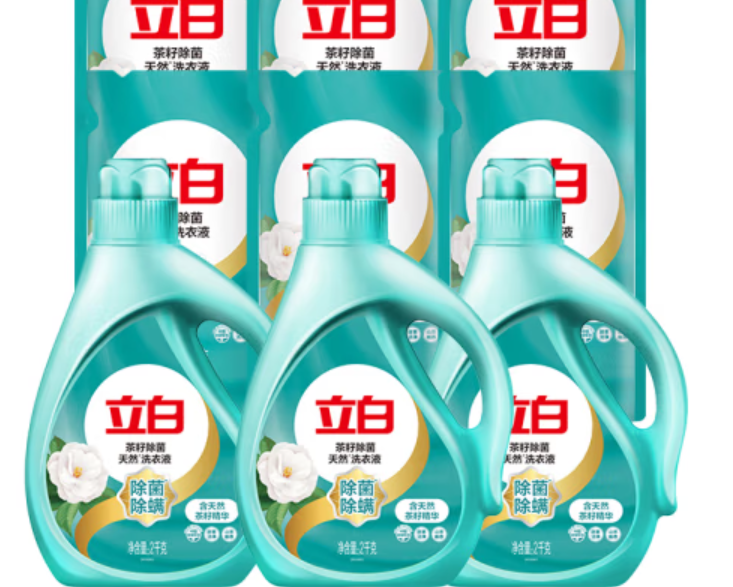 立白 立白 立白
茶籽除菌 茶籽除菌 茶籽除菌
天然 洗衣液 天然 洗衣液 天然 洗衣液
立白
除菌
洗衣液
立白
立白
菌
液
立白
茶籽除菌
天然*洗衣液
除菌
除螨
含天然
茶籽精华
净含量:2千克
立白
茶籽除菌
天然*洗衣液
除菌
除螨
含天然
茶籽精华
净含量:2千克
立白
茶籽除菌
天然*洗衣液
除菌
除螨
含天然
茶籽精华
净含量:2千克